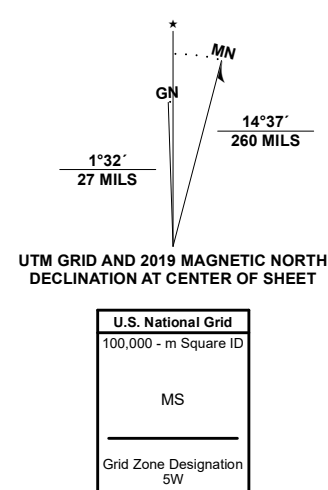 ★
MN
GN
14°37´
260 MILS
1°32´
27 MILS
UTM GRID AND 2019 MAGNETIC NORTH
DECLINATION AT CENTER OF SHEET
U.S. National Grid
100,000 - m Square ID
MS
Grid Zone Designation
5W